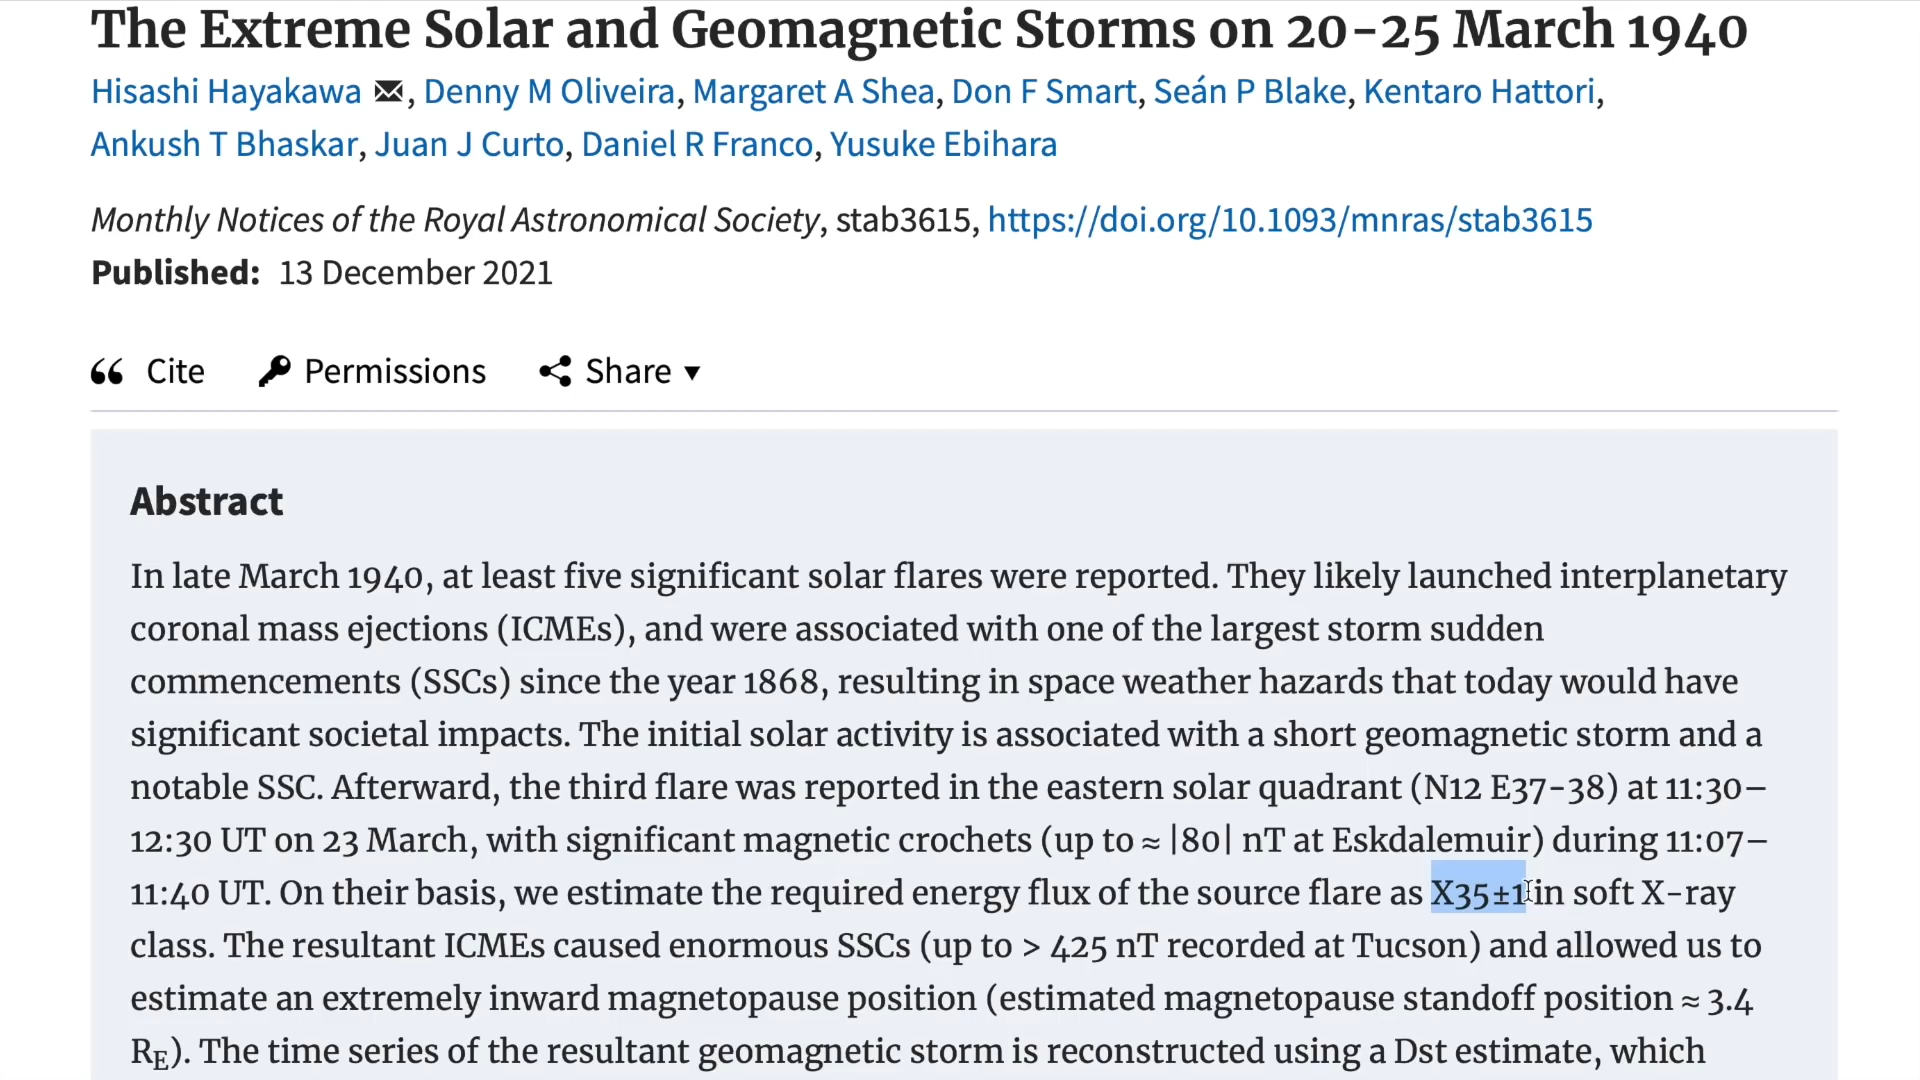 The Extreme Solar and Geomagnetic Storms on 20-25 March 1940
Hisashi Hayakawa , Denny M Oliveira, Margaret A Shea, Don F Smart, Seán P Blake, Kentaro Hattori,
Ankush T Bhaskar, Juan J Curto, Daniel R Franco, Yusuke Ebihara
Monthly Notices of the Royal Astronomical Society, stab3615, https://doi.org/10.1093/mnras/stab3615
Published: 13 December 2021
Cite Permissions Share ▼
Abstract
In late March 1940, at least five significant solar flares were reported. They likely launched interplanetary
coronal mass ejections (ICMEs), and were associated with one of the largest storm sudden
commencements (SSCs) since the year 1868, resulting in space weather hazards that today would have
significant societal impacts. The initial solar activity is associated with a short geomagnetic storm and a
notable SSC. Afterward, the third flare was reported in the eastern solar quadrant (N12 E37-38) at 11:30–
12:30 UT on 23 March, with significant magnetic crochets (up to ≈ |80| nT at Eskdalemuir) during 11:07–
11:40 UT. On their basis, we estimate the required energy flux of the source flare as X35±1 in soft X-ray
class. The resultant ICMEs caused enormous SSCs (up to > 425 nT recorded at Tucson) and allowed us to
estimate an extremely inward magnetopause position (estimated magnetopause standoff position ≈ 3.4
RE). The time series of the resultant geomagnetic storm is reconstructed using a Dst estimate, which